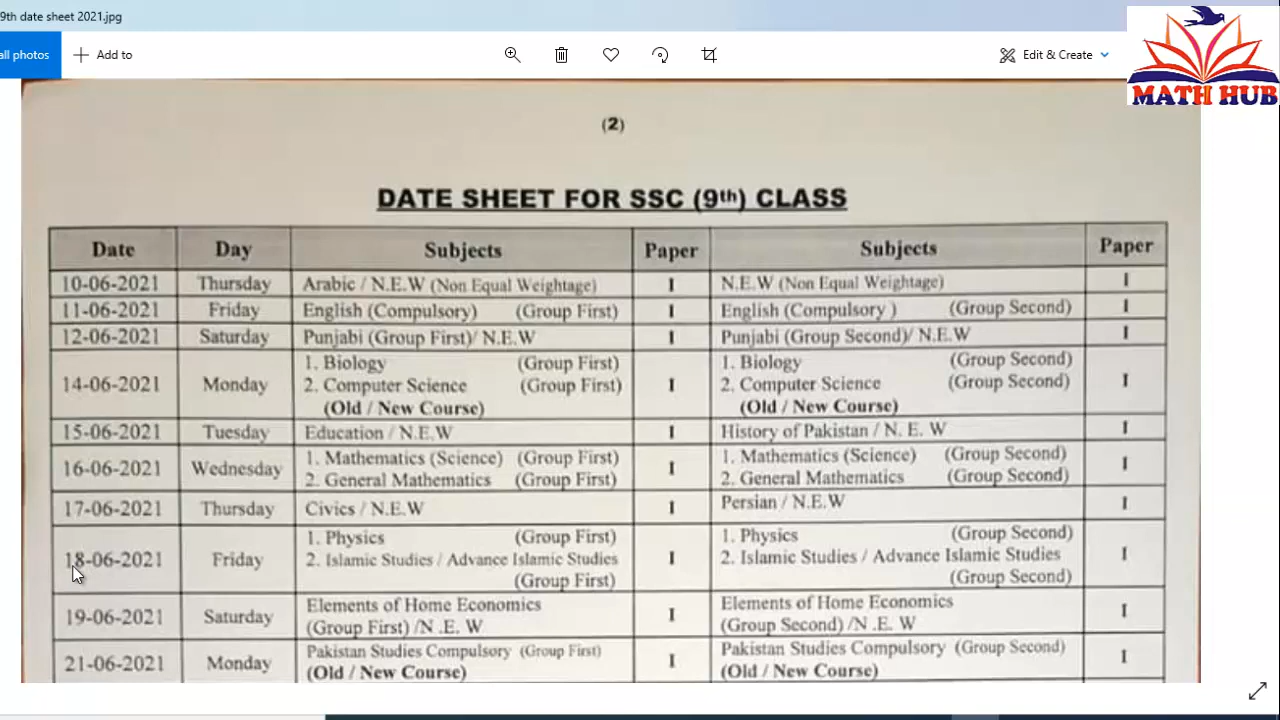 9th date sheet 2021.jpg
all photos
Add to
Edit & Create
MATH HUB
(2)
DATE SHEET FOR SSC (9th) CLASS
Date Day Subjects Paper Subjects Paper
10-06-2021 Thursday Arabic / N.E.W (Non Equal Weightage) I N.E.W (Non Equal Weightage) I
11-06-2021 Friday English (Compulsory) (Group First) I English (Compulsory ) (Group Second) I
12-06-2021 Saturday Punjabi (Group First)/ N.E.W I Punjabi (Group Second)/ N.E.W I
1. Biology (Group First) 1. Biology (Group Second)
14-06-2021 Monday 2. Computer Science (Group First) I 2. Computer Science (Group Second) I
(Old / New Course) (Old / New Course)
15-06-2021 Tuesday Education / N.E.W I History of Pakistan / N. E. W I
16-06-2021 Wednesday 1. Mathematics (Science) (Group First) I 1. Mathematics (Science) (Group Second) I
2. General Mathematics (Group First) 2. General Mathematics (Group Second)
17-06-2021 Thursday Civics / N.E.W I Persian / N.E.W I
1. Physics (Group First) 1. Physics (Group Second)
18-06-2021 Friday 2. Islamic Studies / Advance Islamic Studies I 2. Islamic Studies / Advance Islamic Studies I
(Group First) (Group Second)
19-06-2021 Saturday Elements of Home Economics I Elements of Home Economics I
(Group First) /N .E. W (Group Second) /N .E. W
21-06-2021 Monday Pakistan Studies Compulsory (Group First) I Pakistan Studies Compulsory (Group Second) I
(Old / New Course) (Old / New Course)